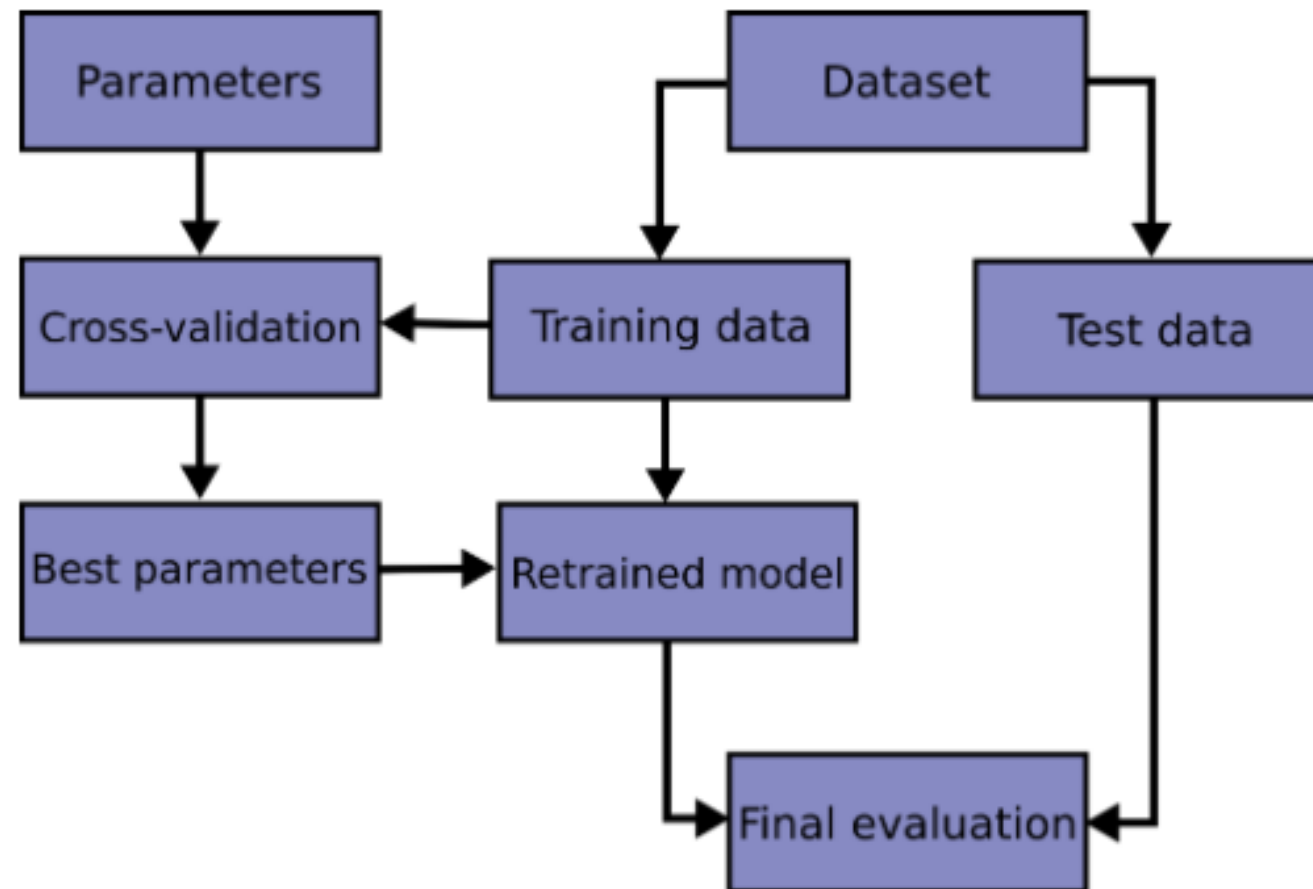 Parameters
Dataset
Cross-validation
Training data
Test data
Best parameters
Retrained model
Final evaluation